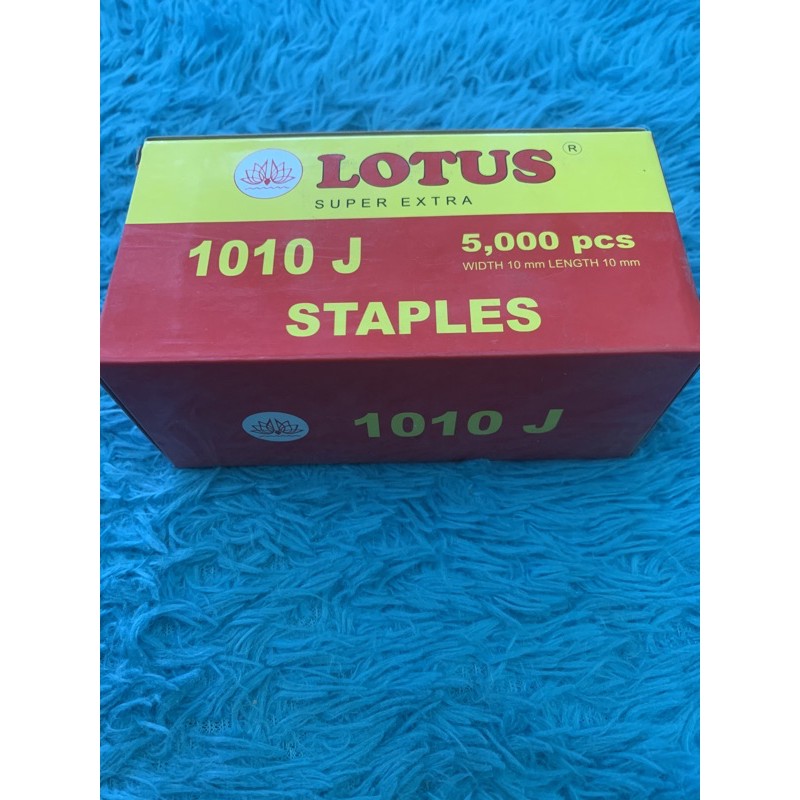 LOTUS ®
SUPER EXTRA
1010 J
5,000 pcs
WIDTH 10 mm LENGTH 10 mm
STAPLES
1010 J